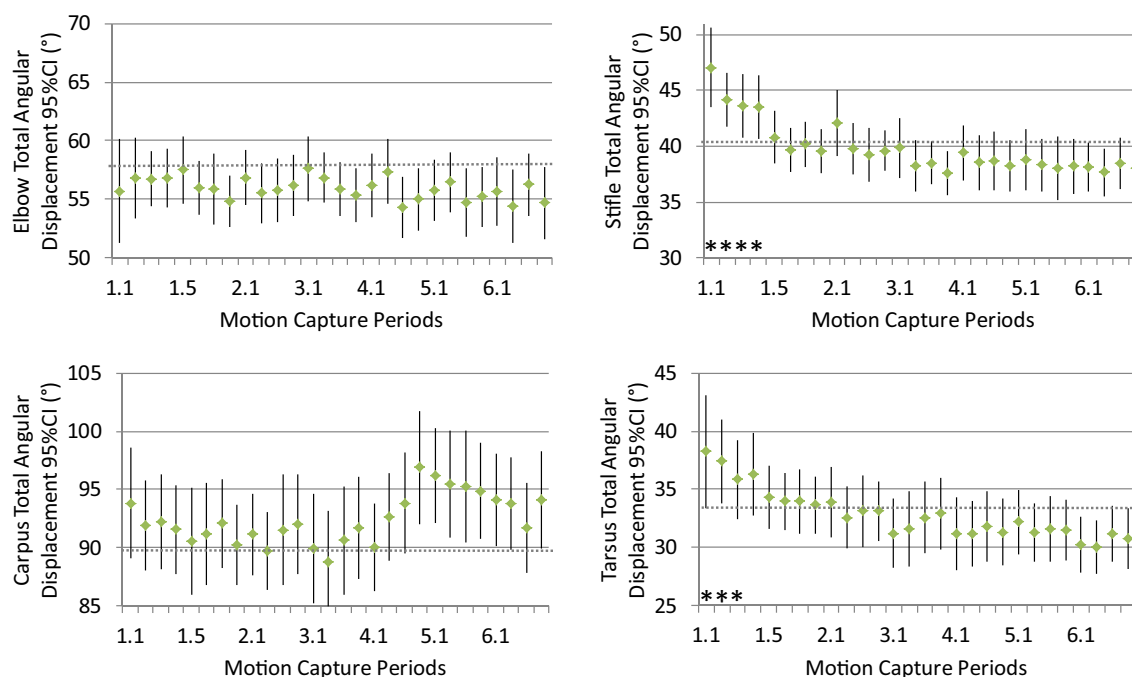 Elbow Total Angular
Displacement 95%CI (°)
70
65
60
55
50
1.1 1.5 2.1 3.1 4.1 5.1 6.1
Motion Capture Periods
Stifle Total Angular
Displacement 95%CI (°)
50
45
40
35
30
****
1.1 1.5 2.1 3.1 4.1 5.1 6.1
Motion Capture Periods
Carpus Total Angular
Displacement 95%CI (°)
105
100
95
90
85
1.1 1.5 2.1 3.1 4.1 5.1 6.1
Motion Capture Periods
Tarsus Total Angular
Displacement 95%CI (°)
45
40
35
30
25
***
1.1 1.5 2.1 3.1 4.1 5.1 6.1
Motion Capture Periods